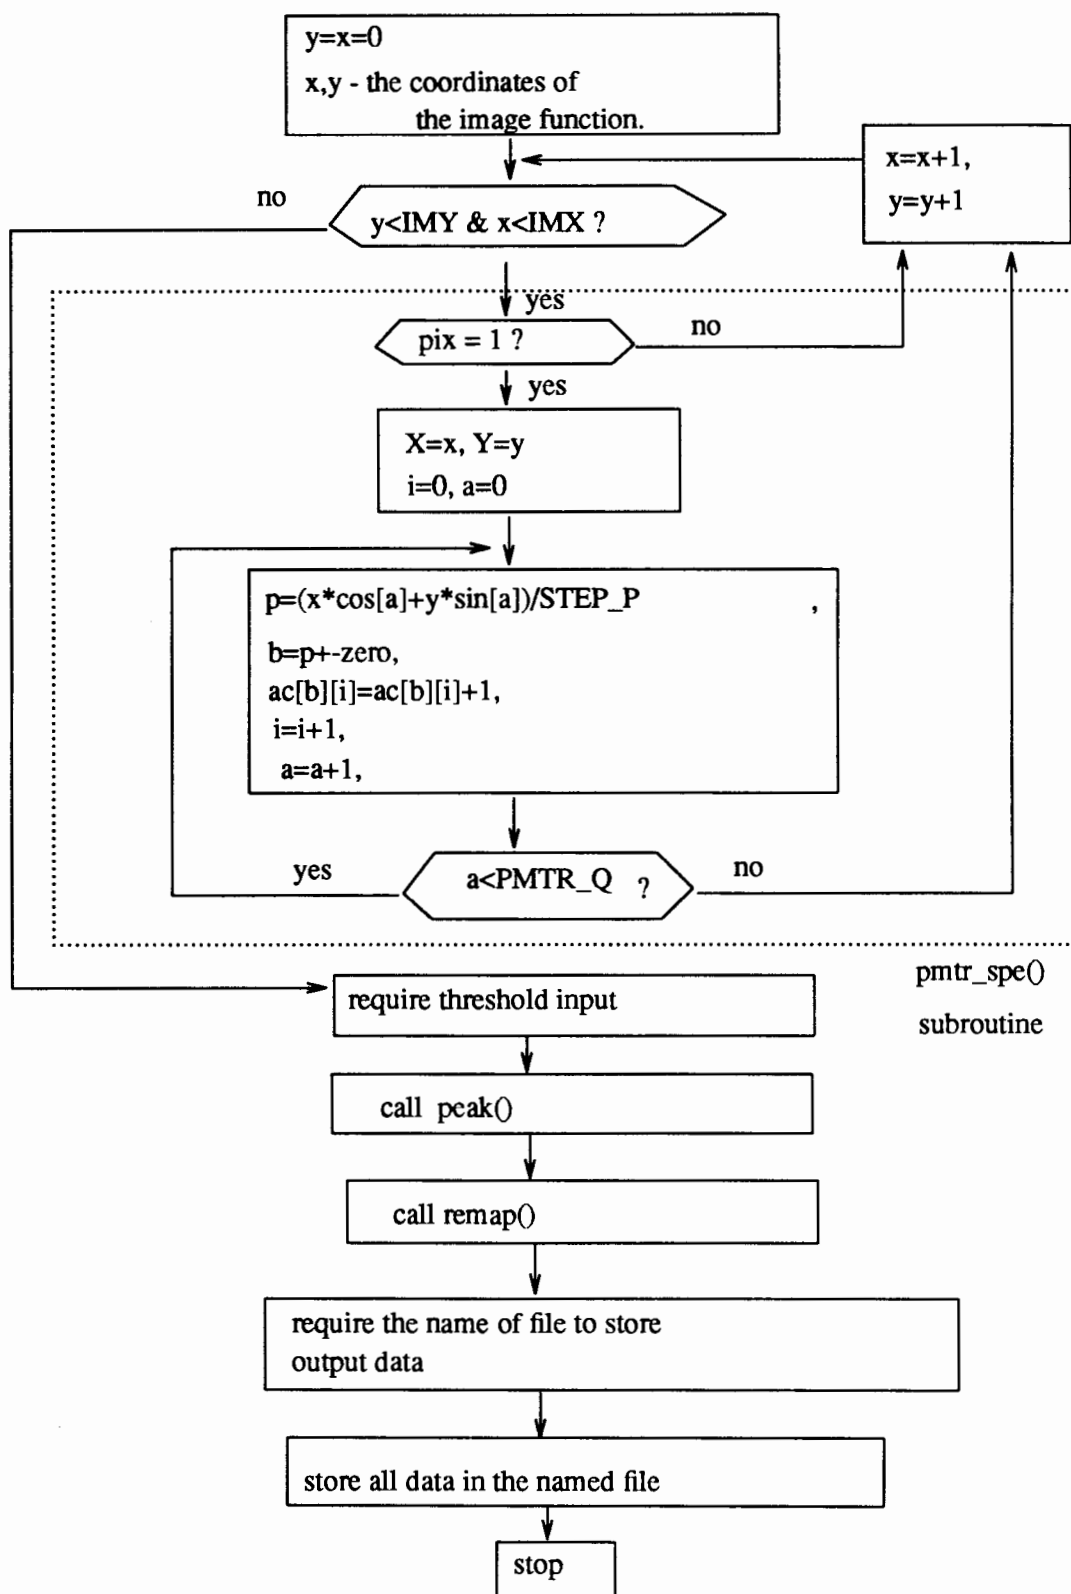 y=x=0
x,y - the coordinates of
the image function.
x=x+1,
y=y+1
no
y<IMY & x<IMX ?
yes
pix = 1 ?
no
yes
X=x, Y=y
i=0, a=0
p=(x*cos[a]+y*sin[a])/STEP_P ,
b=p+-zero,
ac[b][i]=ac[b][i]+1,
i=i+1,
a=a+1,
yes
a<PMTR_Q ?
no
pmtr_spe()
subroutine
require threshold input
call peak()
call remap()
require the name of file to store
output data
store all data in the named file
stop